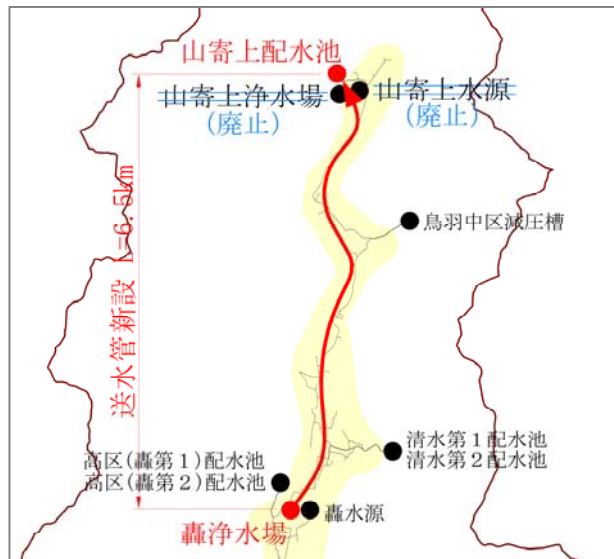 山寄上配水池
山寄上浄水場
(廃止)
山寄上水源
(廃止)
鳥羽中区減圧槽
送水管新設 L=6.5km
清水第1配水池
清水第2配水池
高区(轟第1)配水池
高区(轟第2)配水池
轟浄水場
轟水源